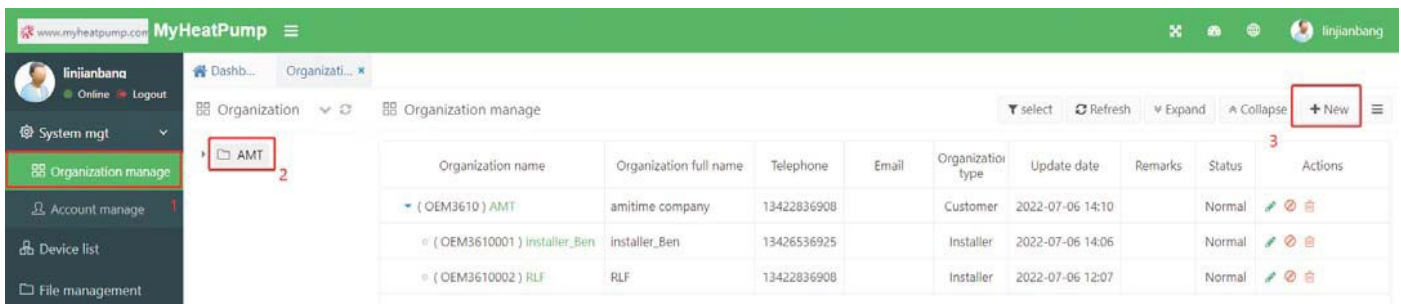 www.myheatpump.com MyHeatPump linjianbang
linjianbang
Online Logout
Dashb... Organizati... ×
Organization
Organization manage
select Refresh Expand Collapse + New
System mgt
Organization manage
1
Account manage
Device list
File management
AMT
2
3
Organization name Organization full name Telephone Email Organization type Update date Remarks Status Actions
( OEM3610 ) AMT amitime company 13422836908 Customer 2022-07-06 14:10 Normal
( OEM3610001 ) installer_Ben installer_Ben 13426536925 Installer 2022-07-06 14:06 Normal
( OEM3610002 ) RLF RLF 13422836908 Installer 2022-07-06 12:07 Normal